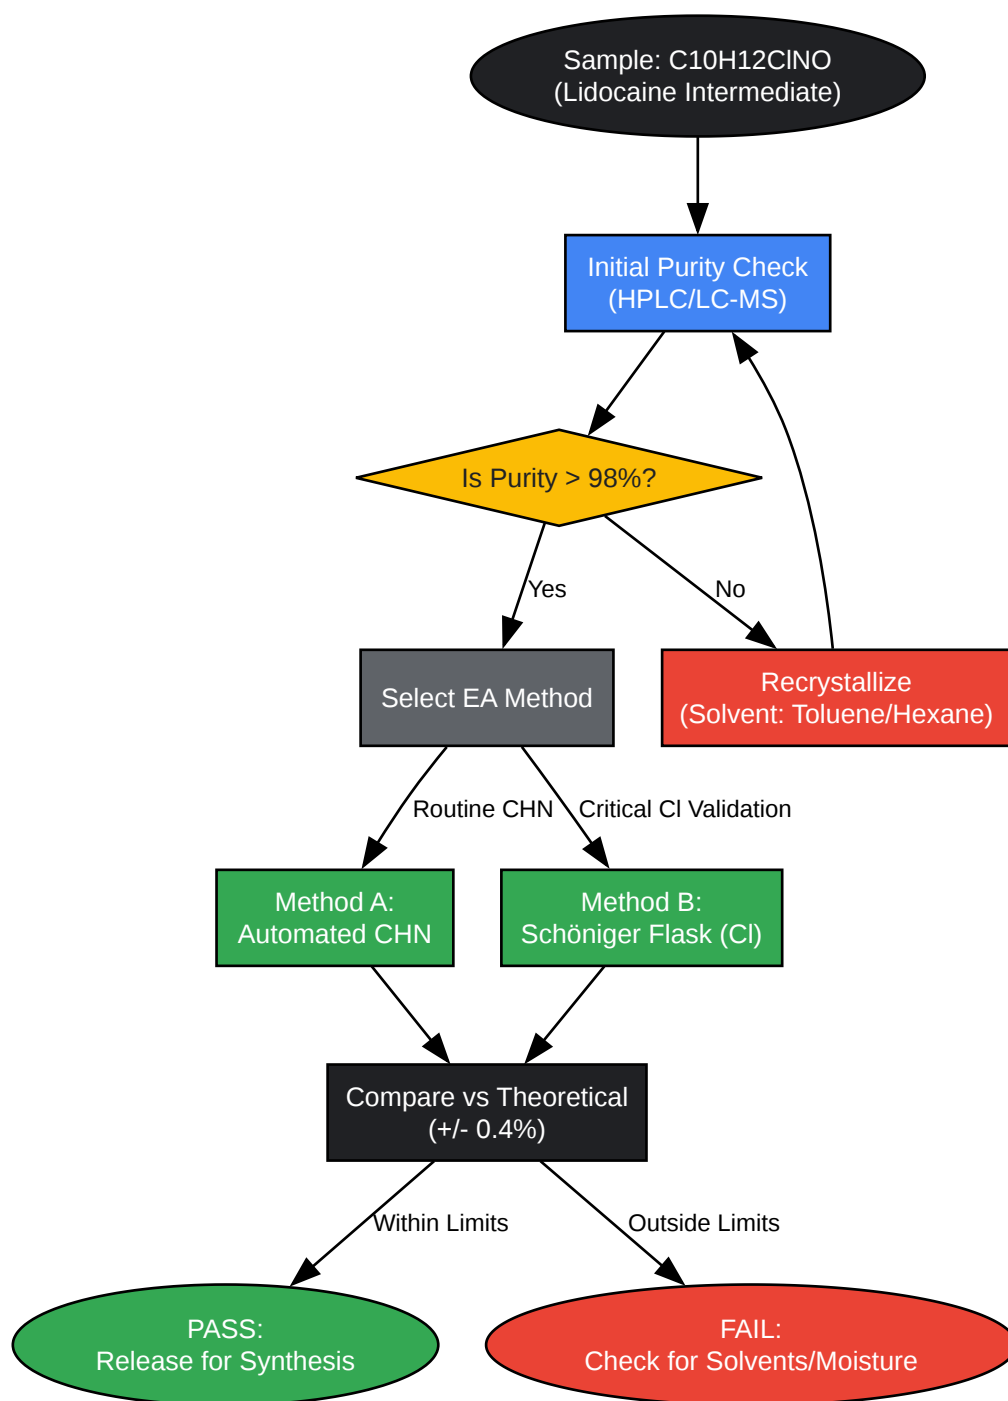 Sample: C10H12ClNO
(Lidocaine Intermediate)
Initial Purity Check
(HPLC/LC-MS)
Is Purity > 98%?
Yes
No
Select EA Method
Recrystallize
(Solvent: Toluene/Hexane)
Routine CHN
Critical Cl Validation
Method A:
Automated CHN
Method B:
Schöniger Flask (Cl)
Compare vs Theoretical
(+/- 0.4%)
Within Limits
Outside Limits
PASS:
Release for Synthesis
FAIL:
Check for Solvents/Moisture